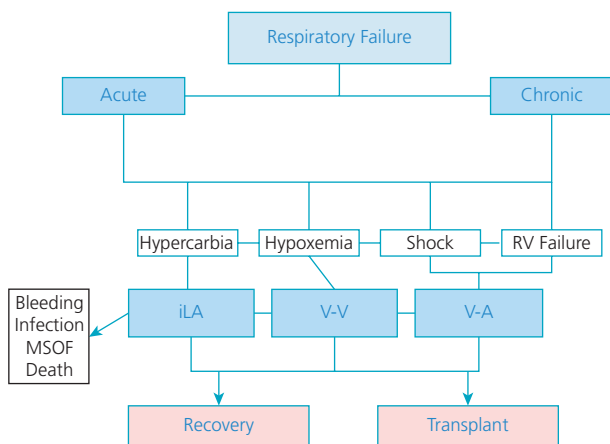 Respiratory Failure
Acute
Chronic
Hypercarbia
Hypoxemia
Shock
RV Failure
Bleeding
Infection
MSOF
Death
iLA
V-V
V-A
Recovery
Transplant